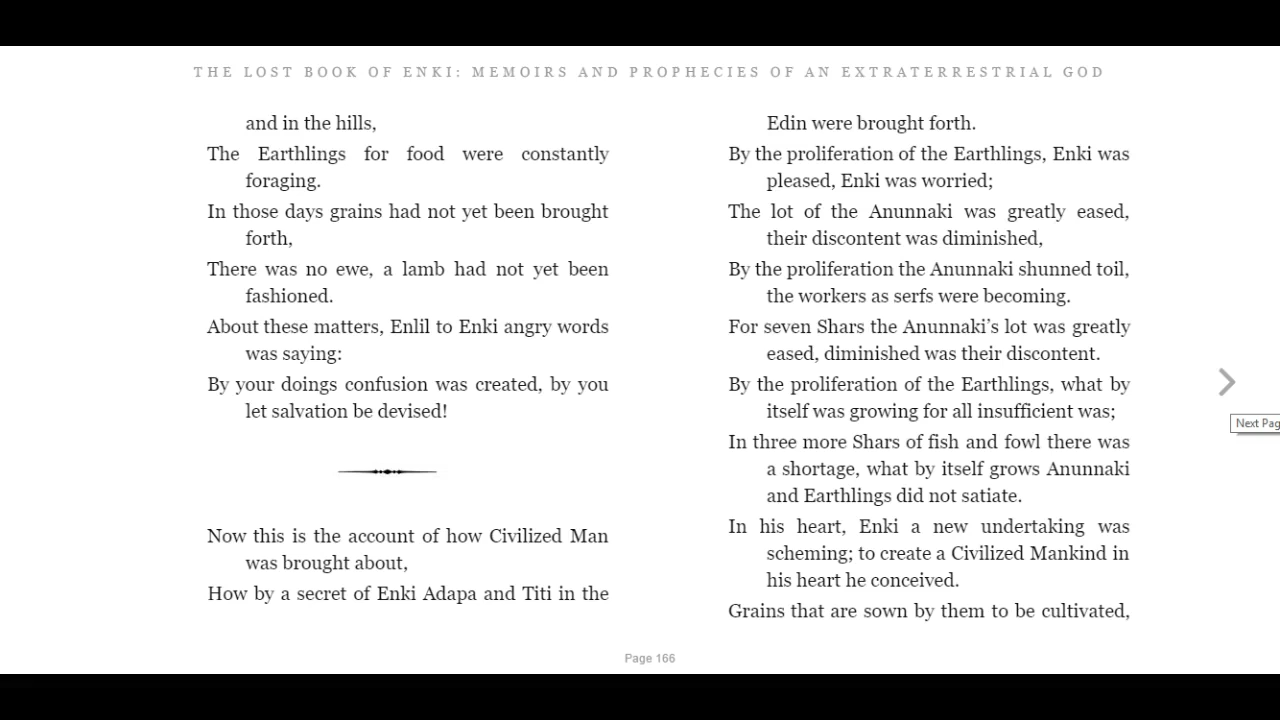 THE LOST BOOK OF ENKI: MEMOIRS AND PROPHECIES OF AN EXTRATERRESTRIAL GOD
and in the hills,
The Earthlings for food were constantly
foraging.
In those days grains had not yet been brought
forth,
There was no ewe, a lamb had not yet been
fashioned.
About these matters, Enlil to Enki angry words
was saying:
By your doings confusion was created, by you
let salvation be devised!
Now this is the account of how Civilized Man
was brought about,
How by a secret of Enki Adapa and Titi in the
Edin were brought forth.
By the proliferation of the Earthlings, Enki was
pleased, Enki was worried;
The lot of the Anunnaki was greatly eased,
their discontent was diminished,
By the proliferation the Anunnaki shunned toil,
the workers as serfs were becoming.
For seven Shars the Anunnaki's lot was greatly
eased, diminished was their discontent.
By the proliferation of the Earthlings, what by
itself was growing for all insufficient was;
In three more Shars of fish and fowl there was
a shortage, what by itself grows Anunnaki
and Earthlings did not satiate.
In his heart, Enki a new undertaking was
scheming; to create a Civilized Mankind in
his heart he conceived.
Grains that are sown by them to be cultivated,
Next Pag
Page 166